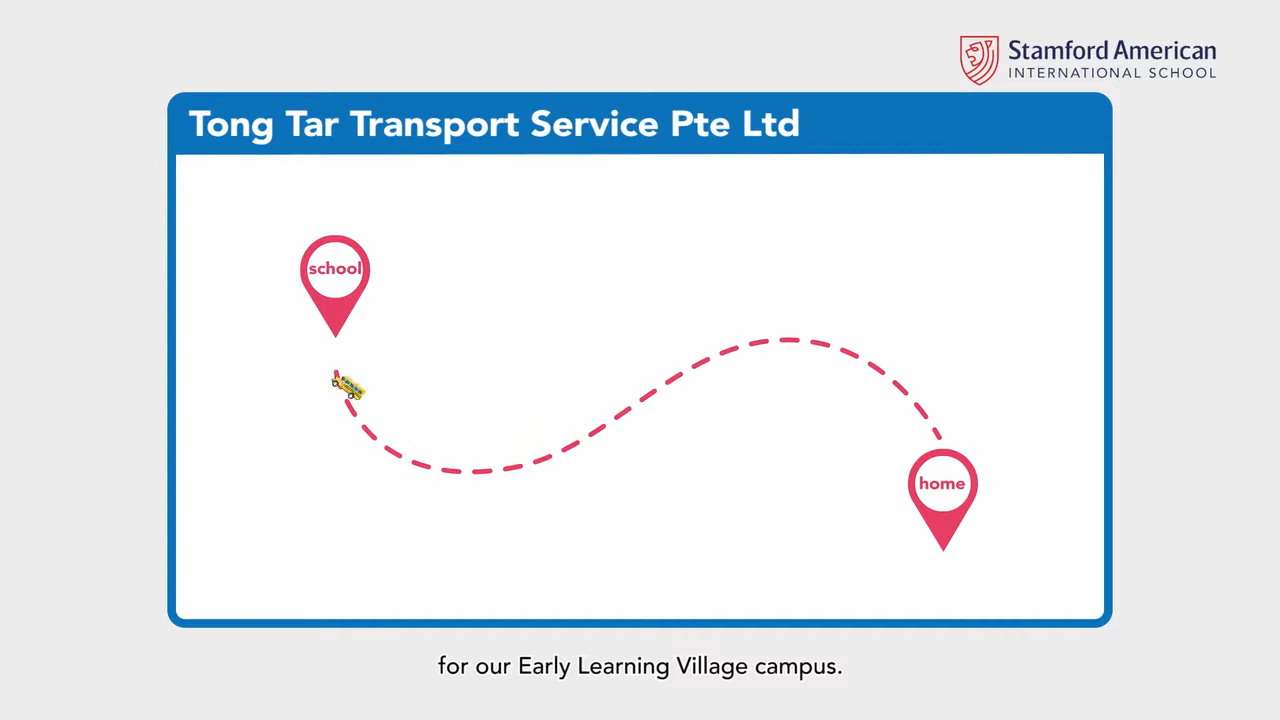 Stamford American
INTERNATIONAL SCHOOL
Tong Tar Transport Service Pte Ltd
school
home
for our Early Learning Village campus.